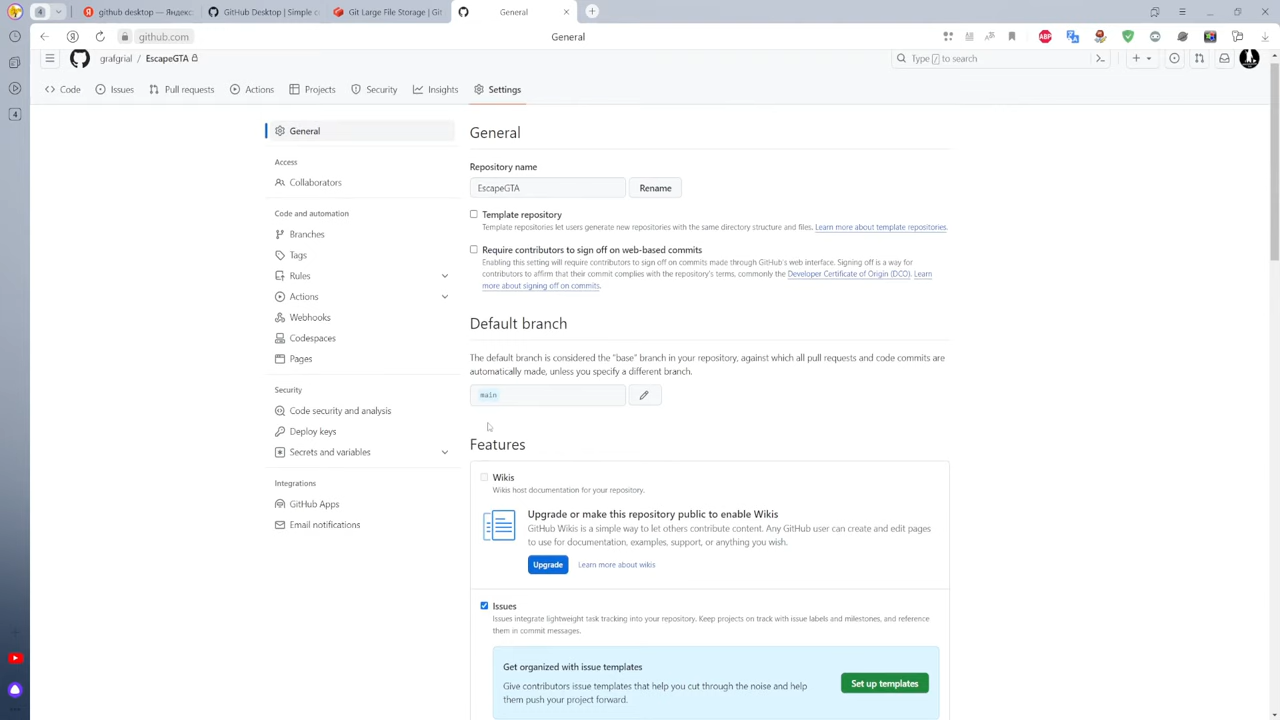 4
github desktop — Яндекс
GitHub Desktop | Simple c
Git Large File Storage | Git
General
github.com
General
grafgrial / EscapeGTA
Type / to search
Code
Issues
Pull requests
Actions
Projects
Security
Insights
Settings
4
General
Access
Collaborators
Code and automation
Branches
Tags
Rules
Actions
Webhooks
Codespaces
Pages
Security
Code security and analysis
Deploy keys
Secrets and variables
Integrations
GitHub Apps
Email notifications
General
Repository name
EscapeGTA
Rename
Template repository
Template repositories let users generate new repositories with the same directory structure and files. Learn more about template repositories.
Require contributors to sign off on web-based commits
Enabling this setting will require contributors to sign off on commits made through GitHub's web interface. Signing off is a way for
contributors to affirm that their commit complies with the repository's terms, commonly the Developer Certificate of Origin (DCO). Learn
more about signing off on commits.
Default branch
The default branch is considered the "base" branch in your repository, against which all pull requests and code commits are
automatically made, unless you specify a different branch.
main
Features
Wikis
Wikis host documentation for your repository.
Upgrade or make this repository public to enable Wikis
GitHub Wikis is a simple way to let others contribute content. Any GitHub user can create and edit pages
to use for documentation, examples, support, or anything you wish.
Upgrade
Learn more about wikis
Issues
Issues integrate lightweight task tracking into your repository. Keep projects on track with issue labels and milestones, and reference
them in commit messages.
Get organized with issue templates
Give contributors issue templates that help you cut through the noise and help
them push your project forward.
Set up templates